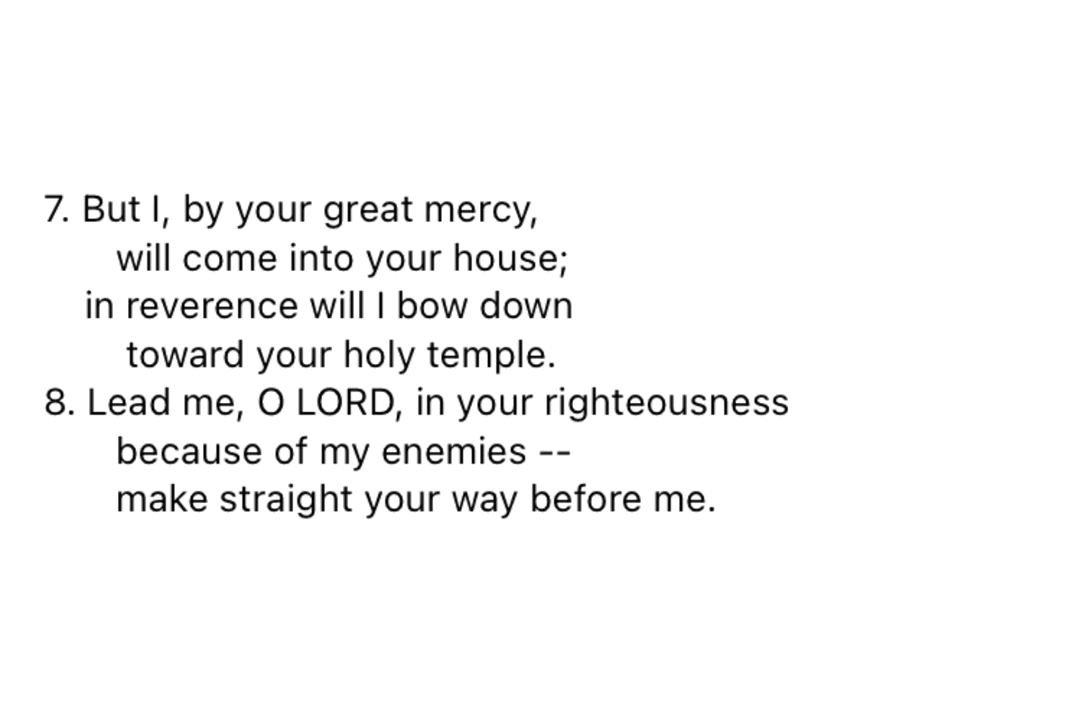 7. But I, by your great mercy,
will come into your house;
in reverence will I bow down
toward your holy temple.
8. Lead me, O LORD, in your righteousness
because of my enemies --
make straight your way before me.